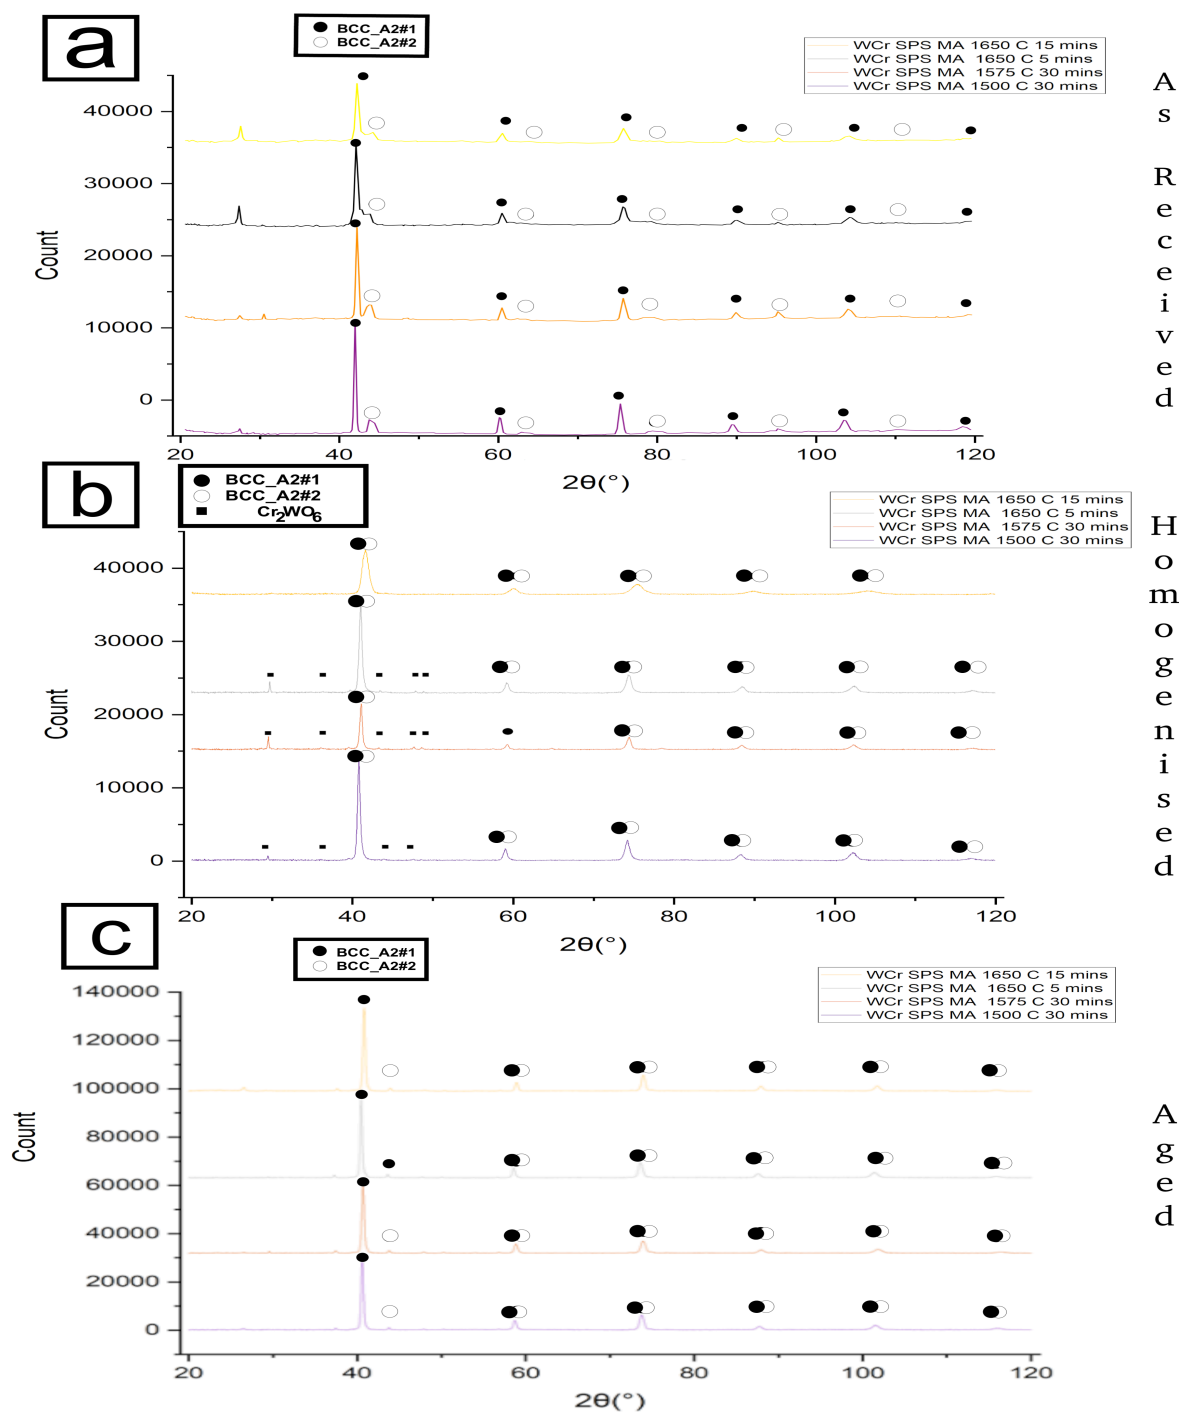 a
BCC_A2#1
BCC_A2#2
WCr SPS MA 1650 C 15 mins
WCr SPS MA 1650 C 5 mins
WCr SPS MA 1575 C 30 mins
WCr SPS MA 1500 C 30 mins
As Received
40000
30000
20000
10000
0
Count
20 40 60 80 100 120
2θ(°)
b
BCC_A2#1
BCC_A2#2
Cr2WO6
WCr SPS MA 1650 C 15 mins
WCr SPS MA 1650 C 5 mins
WCr SPS MA 1575 C 30 mins
WCr SPS MA 1500 C 30 mins
Homogenised
40000
30000
20000
10000
0
Count
20 40 60 80 100 120
2θ(°)
c
BCC_A2#1
BCC_A2#2
WCr SPS MA 1650 C 15 mins
WCr SPS MA 1650 C 5 mins
WCr SPS MA 1575 C 30 mins
WCr SPS MA 1500 C 30 mins
Aged
140000
120000
100000
80000
60000
40000
20000
0
Count
20 40 60 80 100 120
2θ(°)